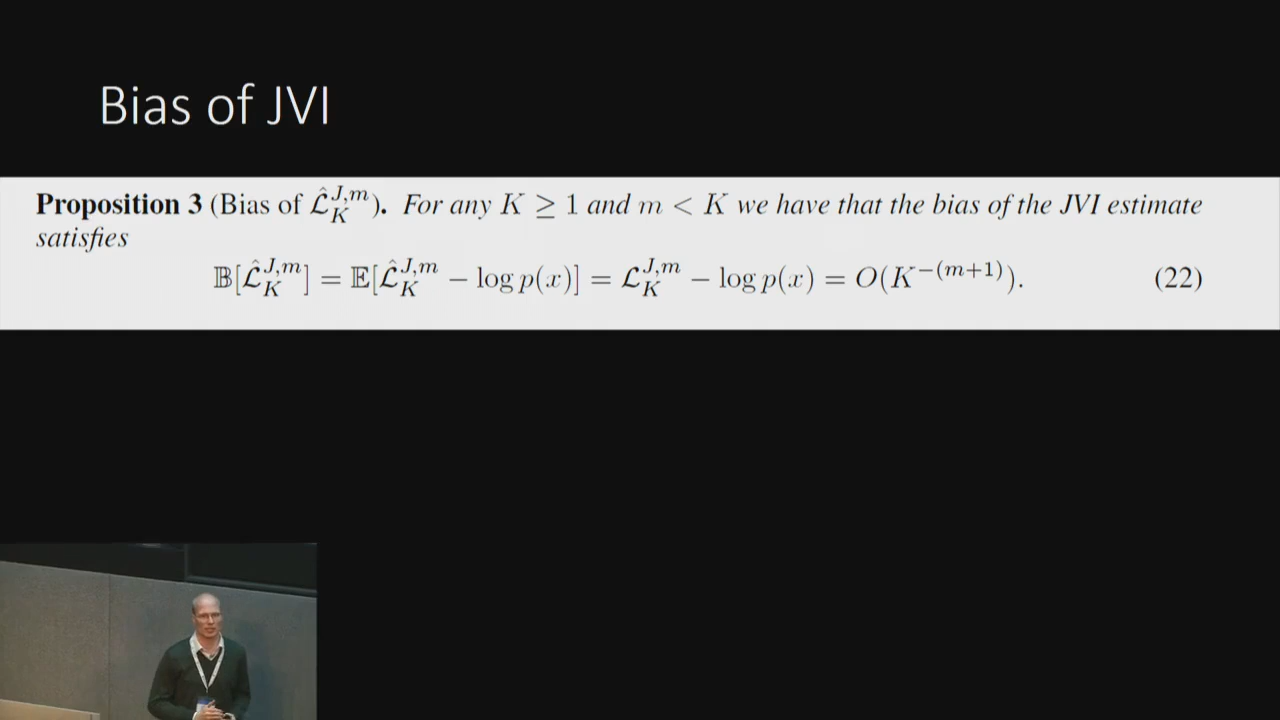 Bias of JVI
Proposition 3 (Bias of $\hat{\mathcal{L}}_K^{J,m}$). For any $K \geq 1$ and $m < K$ we have that the bias of the JVI estimate
satisfies
$\mathbb{B}[\hat{\mathcal{L}}_K^{J,m}] = \mathbb{E}[\hat{\mathcal{L}}_K^{J,m} - \log p(x)] = \mathcal{L}_K^{J,m} - \log p(x) = O(K^{-(m+1)}).$ (22)